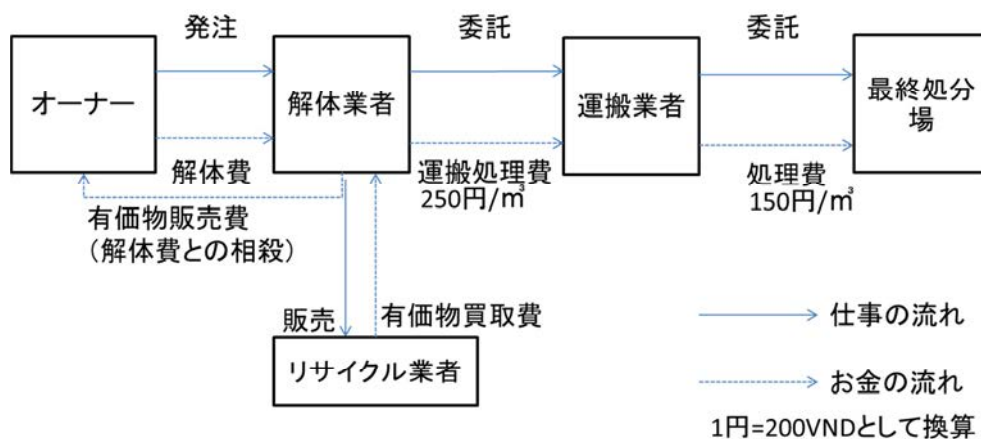 発注
委託
委託
オーナー
解体業者
運搬業者
最終処分
場
解体費
運搬処理費
250円/㎥
処理費
150円/㎥
有価物販売費
（解体費との相殺）
販売
有価物買取費
リサイクル業者
仕事の流れ
お金の流れ
1円=200VNDとして換算